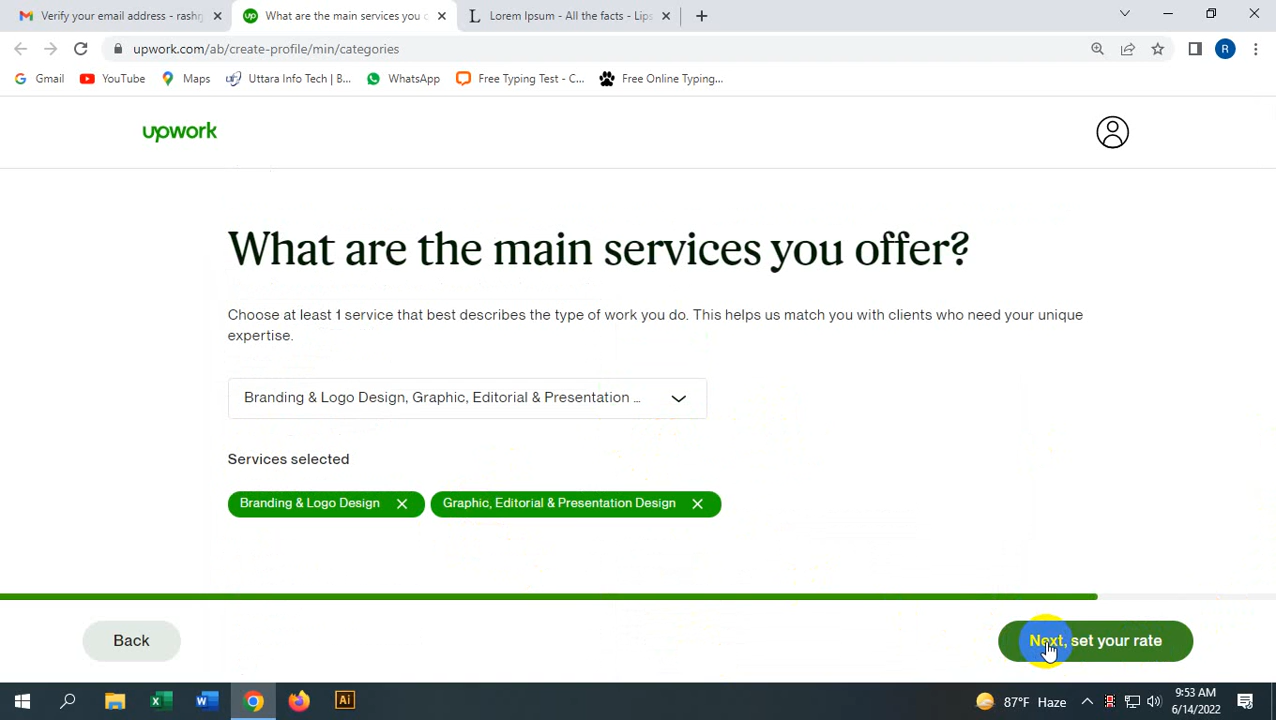 Verify your email address - rashr
What are the main services you o
Lorem Ipsum - All the facts - Lips
upwork.com/ab/create-profile/min/categories
R
Gmail
YouTube
Maps
Uttara Info Tech | B...
WhatsApp
Free Typing Test - C...
Free Online Typing...
upwork
What are the main services you offer?
Choose at least 1 service that best describes the type of work you do. This helps us match you with clients who need your unique
expertise.
Branding & Logo Design, Graphic, Editorial & Presentation ...
Services selected
Branding & Logo Design
Graphic, Editorial & Presentation Design
Back
Next, set your rate
Ai
87°F Haze
9:53 AM
6/14/2022